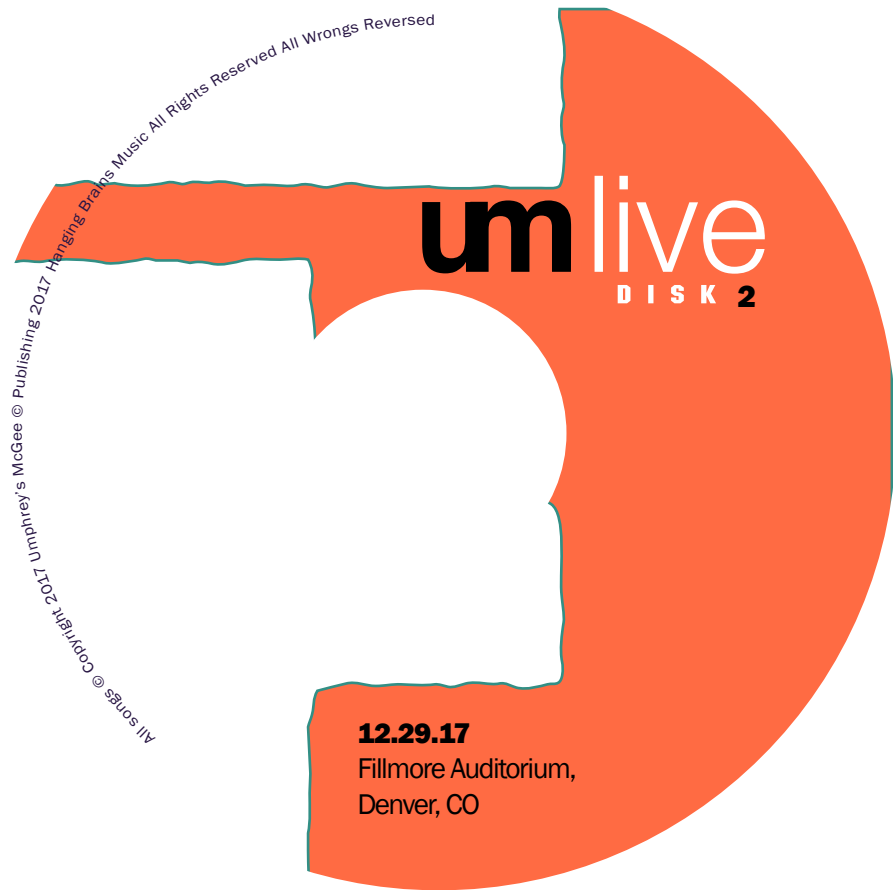 um live
DISK 2
12.29.17
Fillmore Auditorium,
Denver, CO
All songs © Copyright 2017 Umphrey's McGee © Publishing 2017 Hanging Brains Music All Rights Reserved All Wrongs Reversed